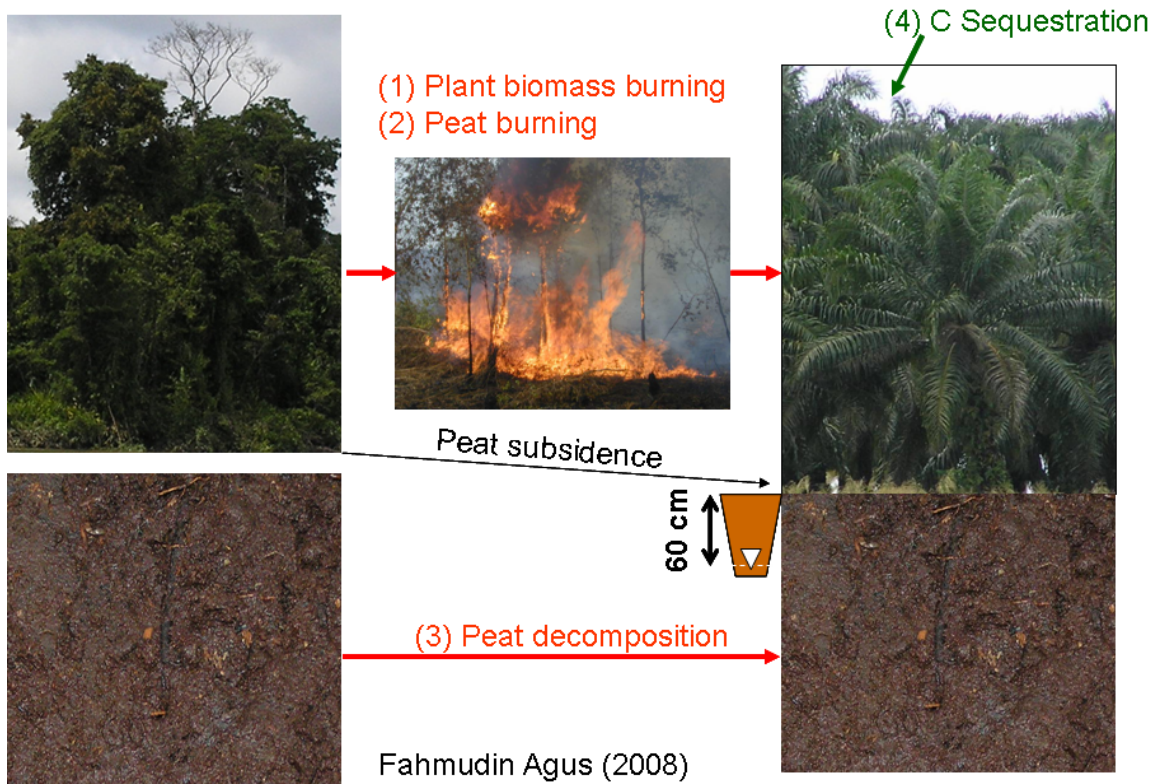 (4) C Sequestration
(1) Plant biomass burning
(2) Peat burning
Peat subsidence
60 cm
(3) Peat decomposition
Fahmudin Agus (2008)